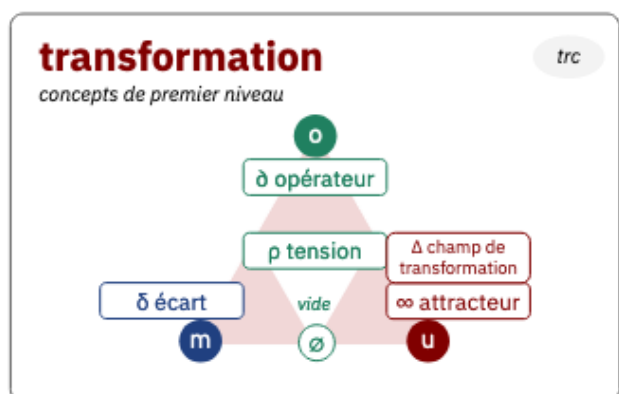 transformation
trc
concepts de premier niveau
o
∂ opérateur
ρ tension
Δ champ de
transformation
δ écart
vide
∞ attracteur
m
∅
u